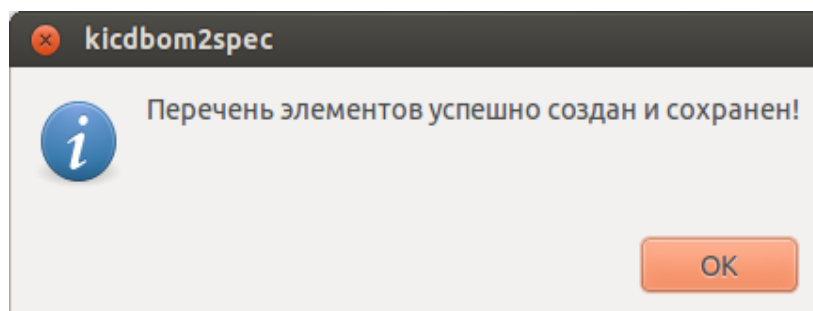 kicdbom2spec
Перечень элементов успешно создан и сохранен!
OK